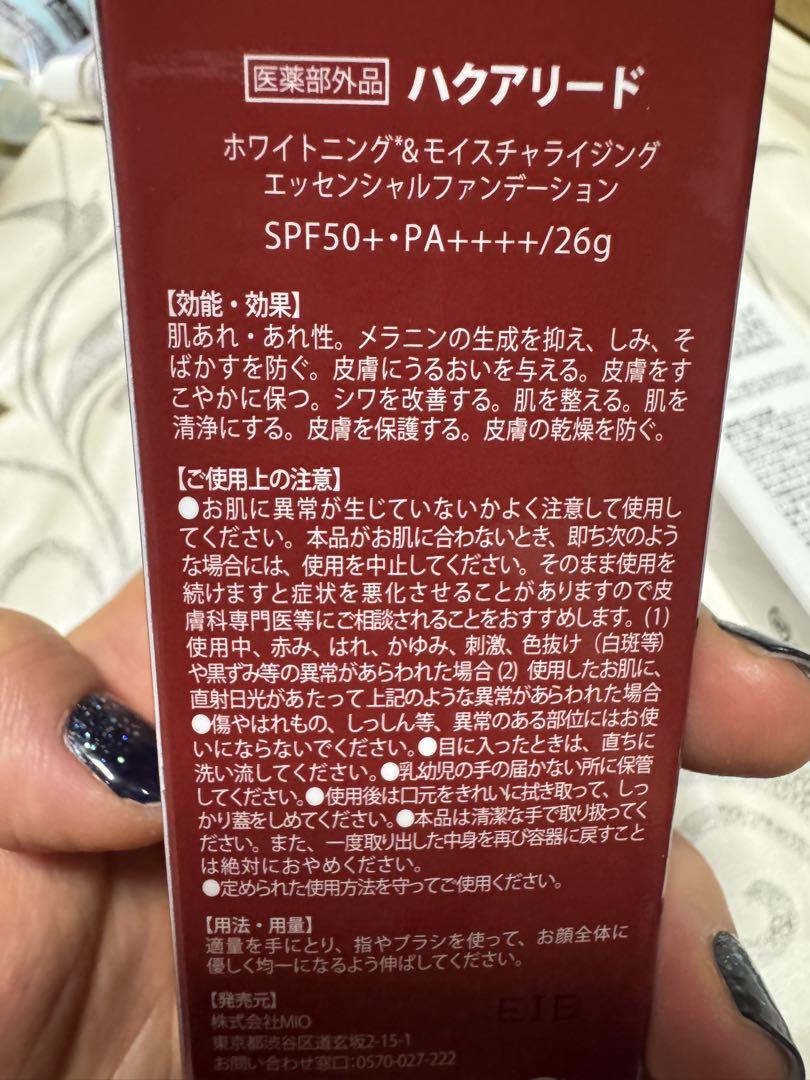 医薬部外品 ハクアリード
ホワイトニング*&モイスチャライジング
エッセンシャルファンデーション
SPF50+・PA++++/26g
【効能・効果】
肌あれ・あれ性。メラニンの生成を抑え、しみ、そ
ばかすを防ぐ。皮膚にうるおいを与える。皮膚をす
こやかに保つ。シワを改善する。肌を整える。肌を
清浄にする。皮膚を保護する。皮膚の乾燥を防ぐ。
【ご使用上の注意】
●お肌に異常が生じていないかよく注意して使用し
てください。本品がお肌に合わないとき、即ち次のよう
な場合には、使用を中止してください。そのまま使用を
続けますと症状を悪化させることがありますので皮
膚科専門医等にご相談されることをおすすめします。(1)
使用中、赤み、はれ、かゆみ、刺激、色抜け（白斑等）
や黒ずみ等の異常があらわれた場合(2) 使用したお肌に、
直射日光があたって上記のような異常があらわれた場合
●傷やはれもの、しっしん等、異常のある部位にはお使
いにならないでください。●目に入ったときは、直ちに
洗い流してください。●乳幼児の手の届かない所に保管
してください。●使用後は口元をきれいに拭き取って、しっ
かり蓋をしめてください。●本品は清潔な手で取り扱ってく
ださい。また、一度取り出した中身を再び容器に戻すこと
は絶対におやめください。
●定められた使用方法を守ってご使用ください。
【用法・用量】
適量を手にとり、指やブラシを使って、お顔全体に
優しく均一になるよう伸ばしてください。
【発売元】
株式会社MIO
東京都渋谷区道玄坂2-15-1
お問い合わせ窓口:0570-027-222
EIE